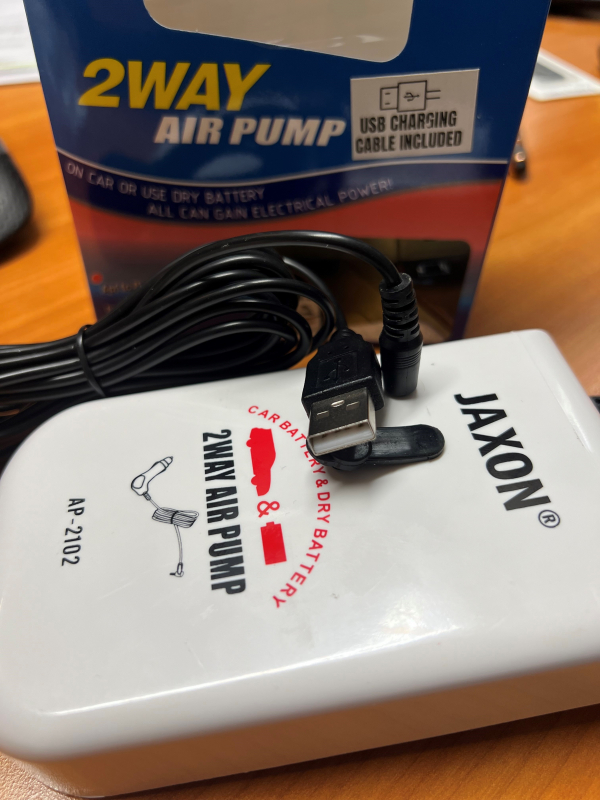 2WAY
AIR PUMP
USB CHARGING
CABLE INCLUDED
ON CAR OR USE DRY BATTERY
ALL CAN GAIN ELECTRICAL POWER!
JAXON®
CAR BATTERY & DRY BATTERY
&
2WAY AIR PUMP
AP-2102